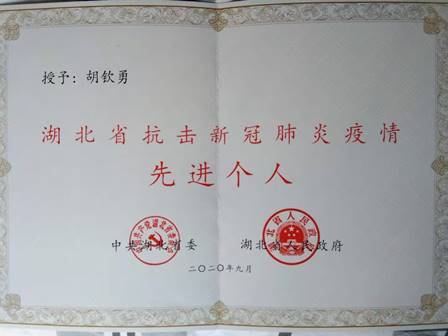 授予：胡钦勇
湖北省抗击新冠肺炎疫情
先进个人
中共湖北省委 湖北省人民政府
二〇二〇年九月